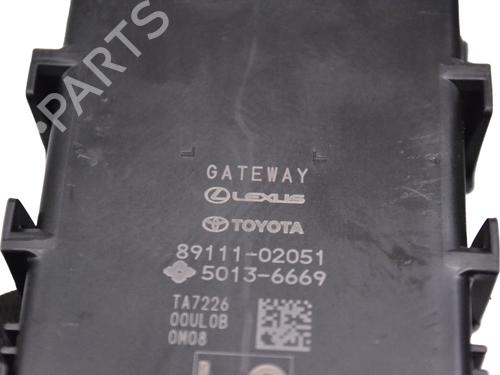 PARTS
GATEWAY
LEXUS
TOYOTA
89111-02051
5013-6669
TA7226
00UL0B
0M08